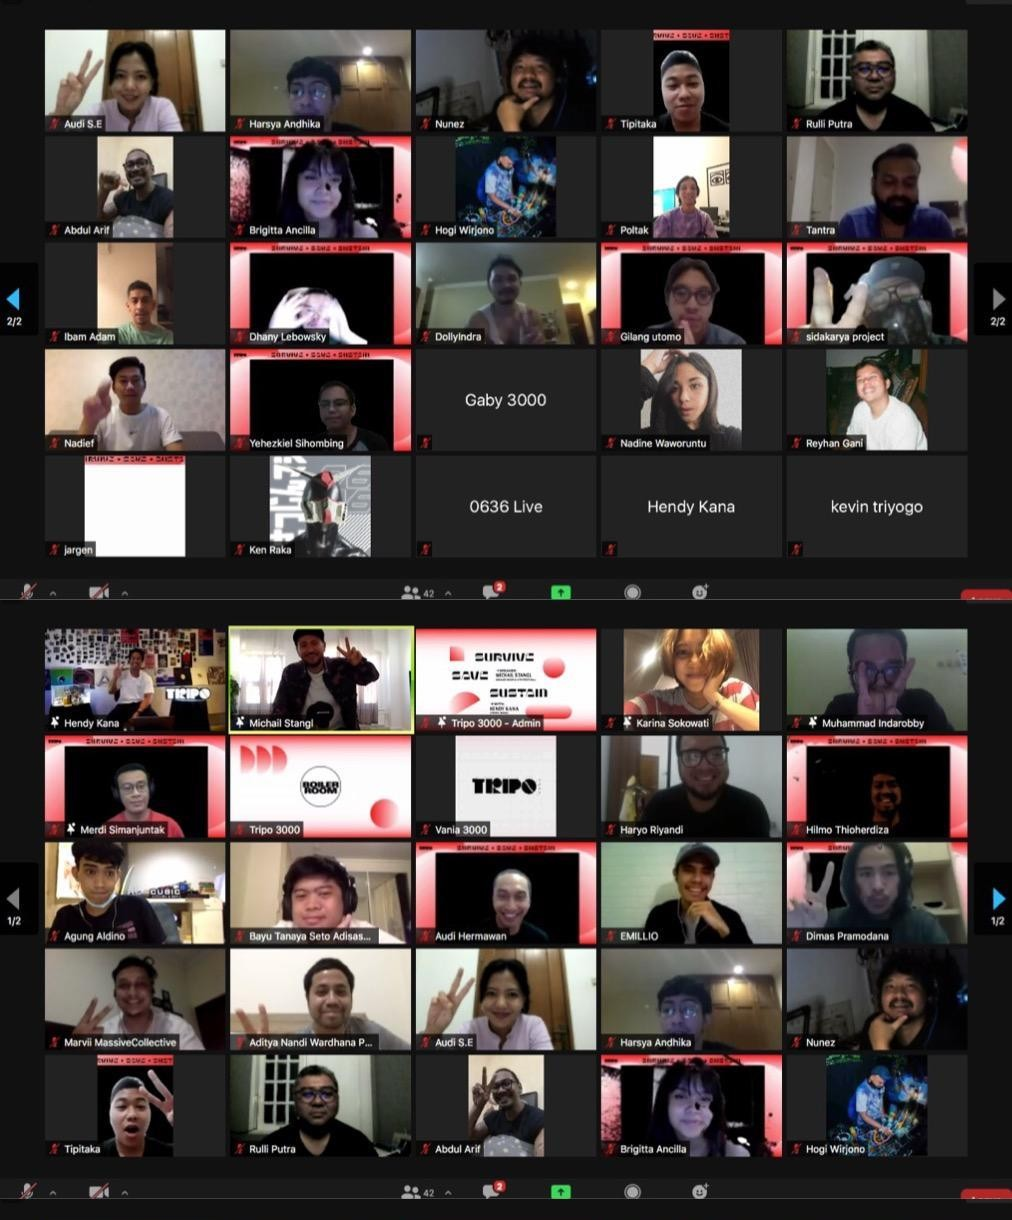 Audi S.E
Harsya Andhika
Nunez
Tipitaka
Rulli Putra
Abdul Arif
Brigitta Ancilla
Hogi Wirjono
Poltak
Tantra
2/2
2/2
Ibam Adam
Dhany Lebowsky
DollyIndra
Gilang utomo
sidakarya project
Gaby 3000
Nadief
Yehezkiel Sihombing
Nadine Waworuntu
Reyhan Gani
0636 Live
Hendy Kana
kevin triyogo
jargen
Ken Raka
42
2
TRIPO
SURVIVE
SAVE
MICHAIL STANGL
SUSTAIN
HENDY KANA
Hendy Kana
Michail Stangl
Tripo 3000 - Admin
Karina Sokowati
Muhammad Indarobby
BOILER
ROOM
TRIPO
Merdi Simanjuntak
Tripo 3000
Vania 3000
Haryo Riyandi
Hilmo Thioherdiza
1/2
1/2
CUBIC
Agung Aldino
Bayu Tanaya Seto Adisas...
Audi Hermawan
EMILLIO
Dimas Pramodana
Marvii MassiveCollective
Aditya Nandi Wardhana P...
Audi S.E
Harsya Andhika
Nunez
Tipitaka
Rulli Putra
Abdul Arif
Brigitta Ancilla
Hogi Wirjono
42
2